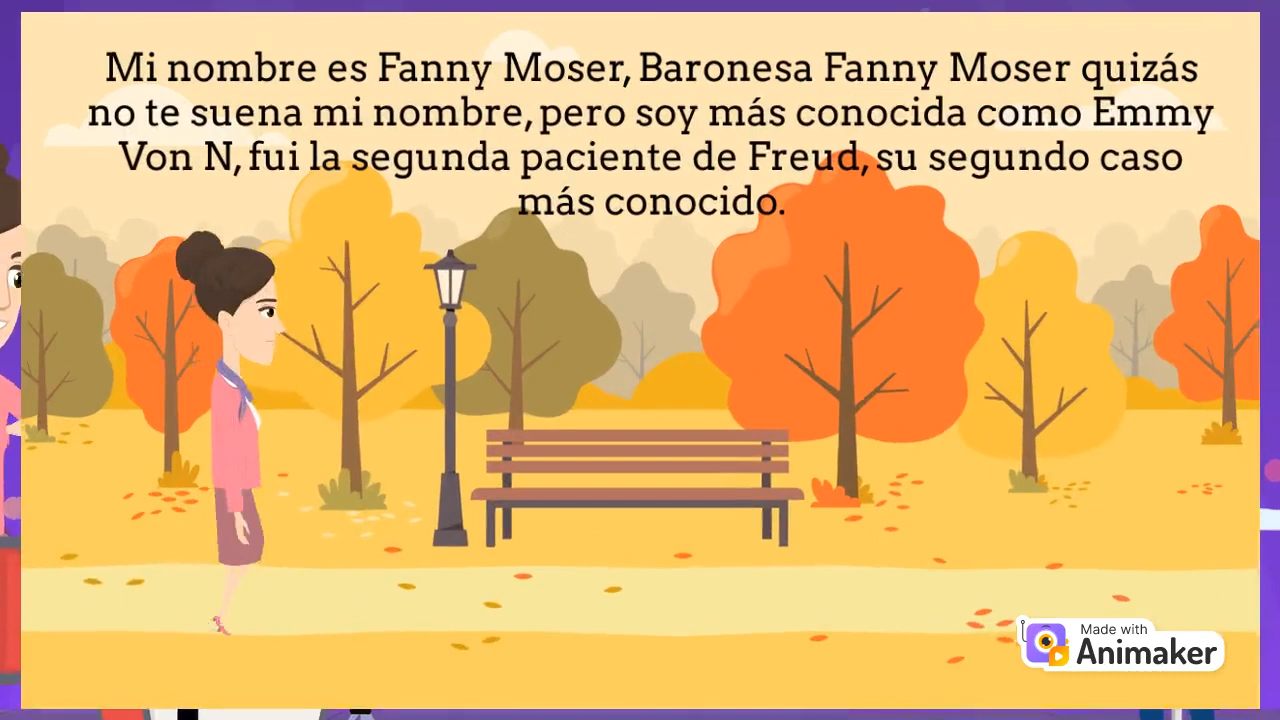 Mi nombre es Fanny Moser, Baronesa Fanny Moser quizás
no te suena mi nombre, pero soy más conocida como Emmy
Von N, fui la segunda paciente de Freud, su segundo caso
más conocido.
Made with
Animaker